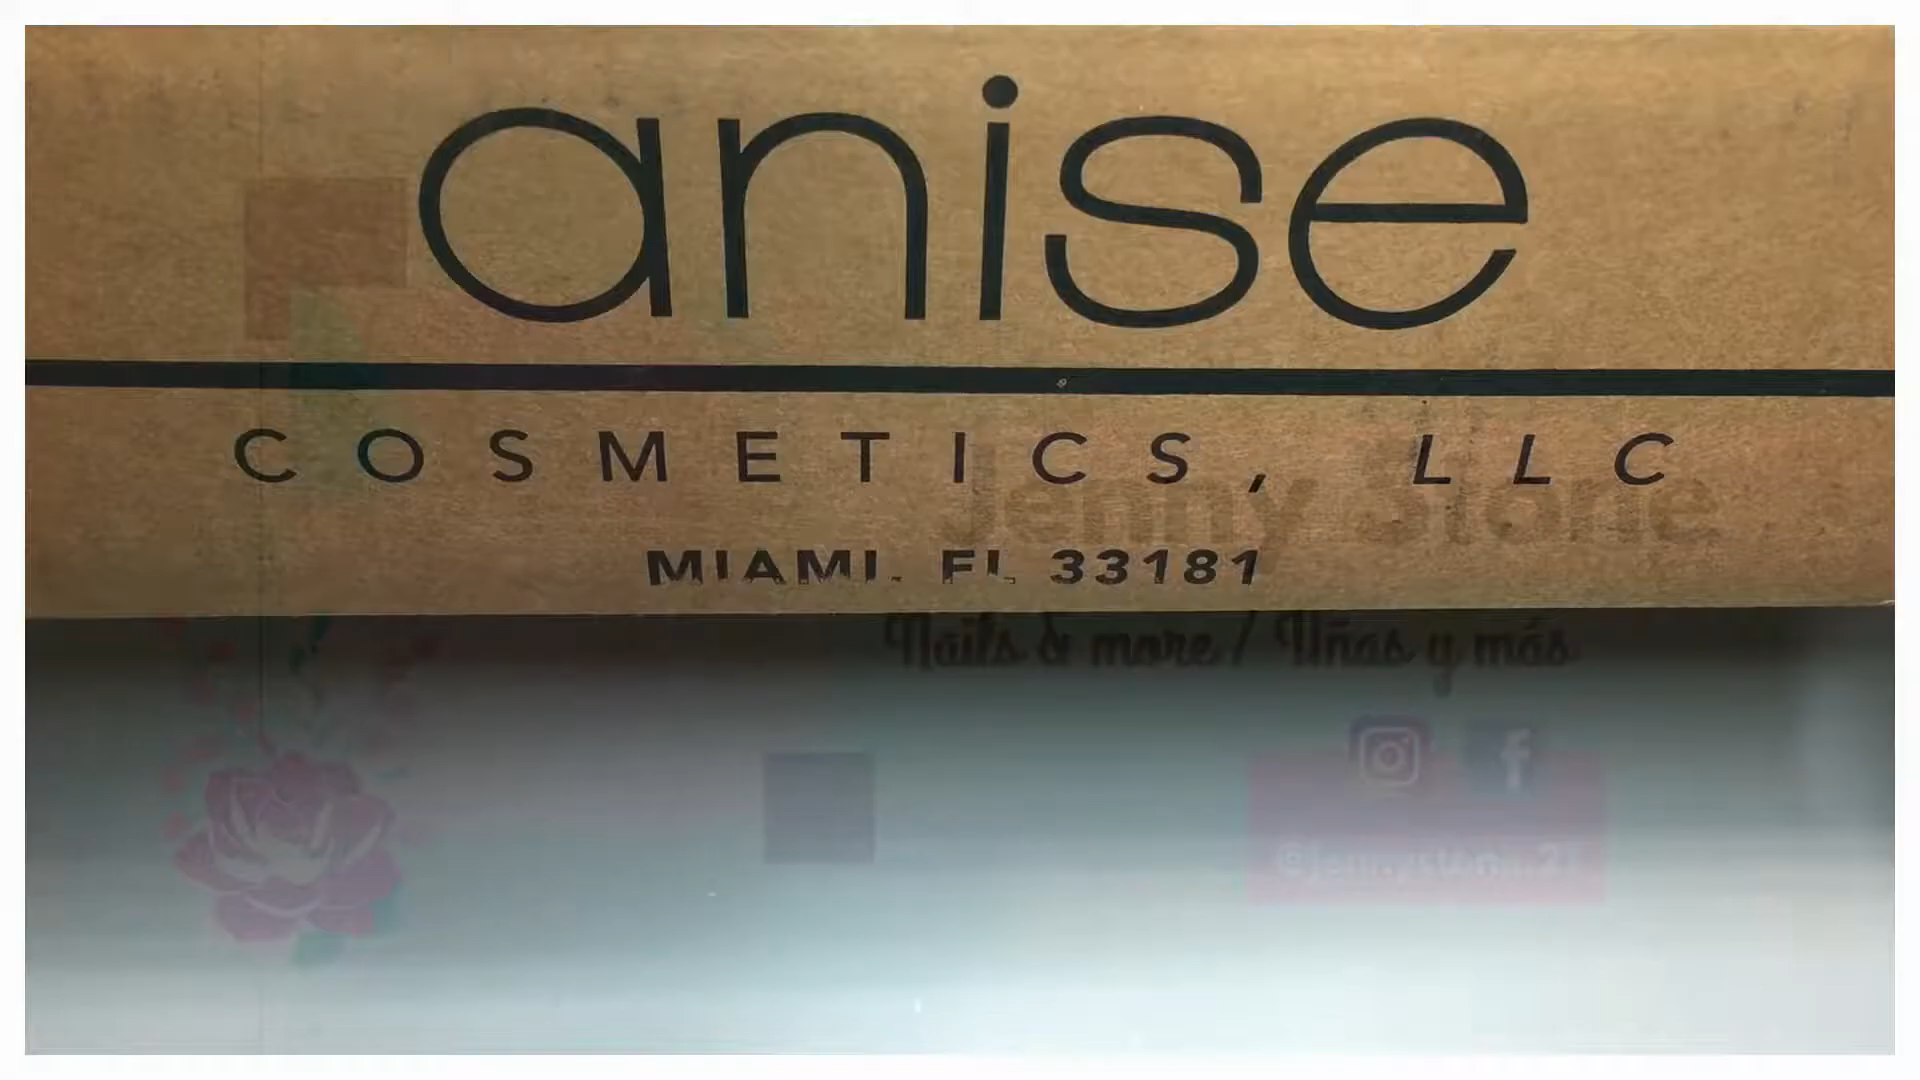 anise
COSMETICS, LLC
Jenny Stone
MIAMI, FL 33181
Nails & more / Uñas y más